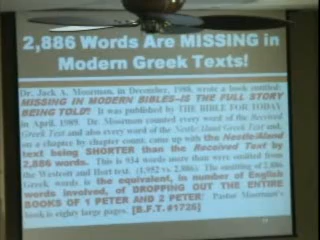 2,886 Words Are MISSING in
Modern Greek Texts!
Dr. Jack A. Moorman, in December, 1988, wrote a book entitled:
MISSING IN MODERN BIBLES--IS THE FULL STORY
BEING TOLD? It was published by THE BIBLE FOR TODAY
in April, 1989. Dr. Moorman counted every word of the Received
Greek Text and also every word of the Nestle/Aland Greek Text and,
on a chapter by chapter count, came up with the Nestle/Aland
text being SHORTER than the Received Text by
2,886 words. This is 934 words more than were omitted from
the Westcott and Hort text. (1,952 vs. 2,886). The omitting of 2,886
Greek words is the equivalent, in number of English
words involved, of DROPPING OUT THE ENTIRE
BOOKS OF 1 PETER AND 2 PETER! Pastor Moorman's
book is eighty large pages. [B.F.T. #1726]